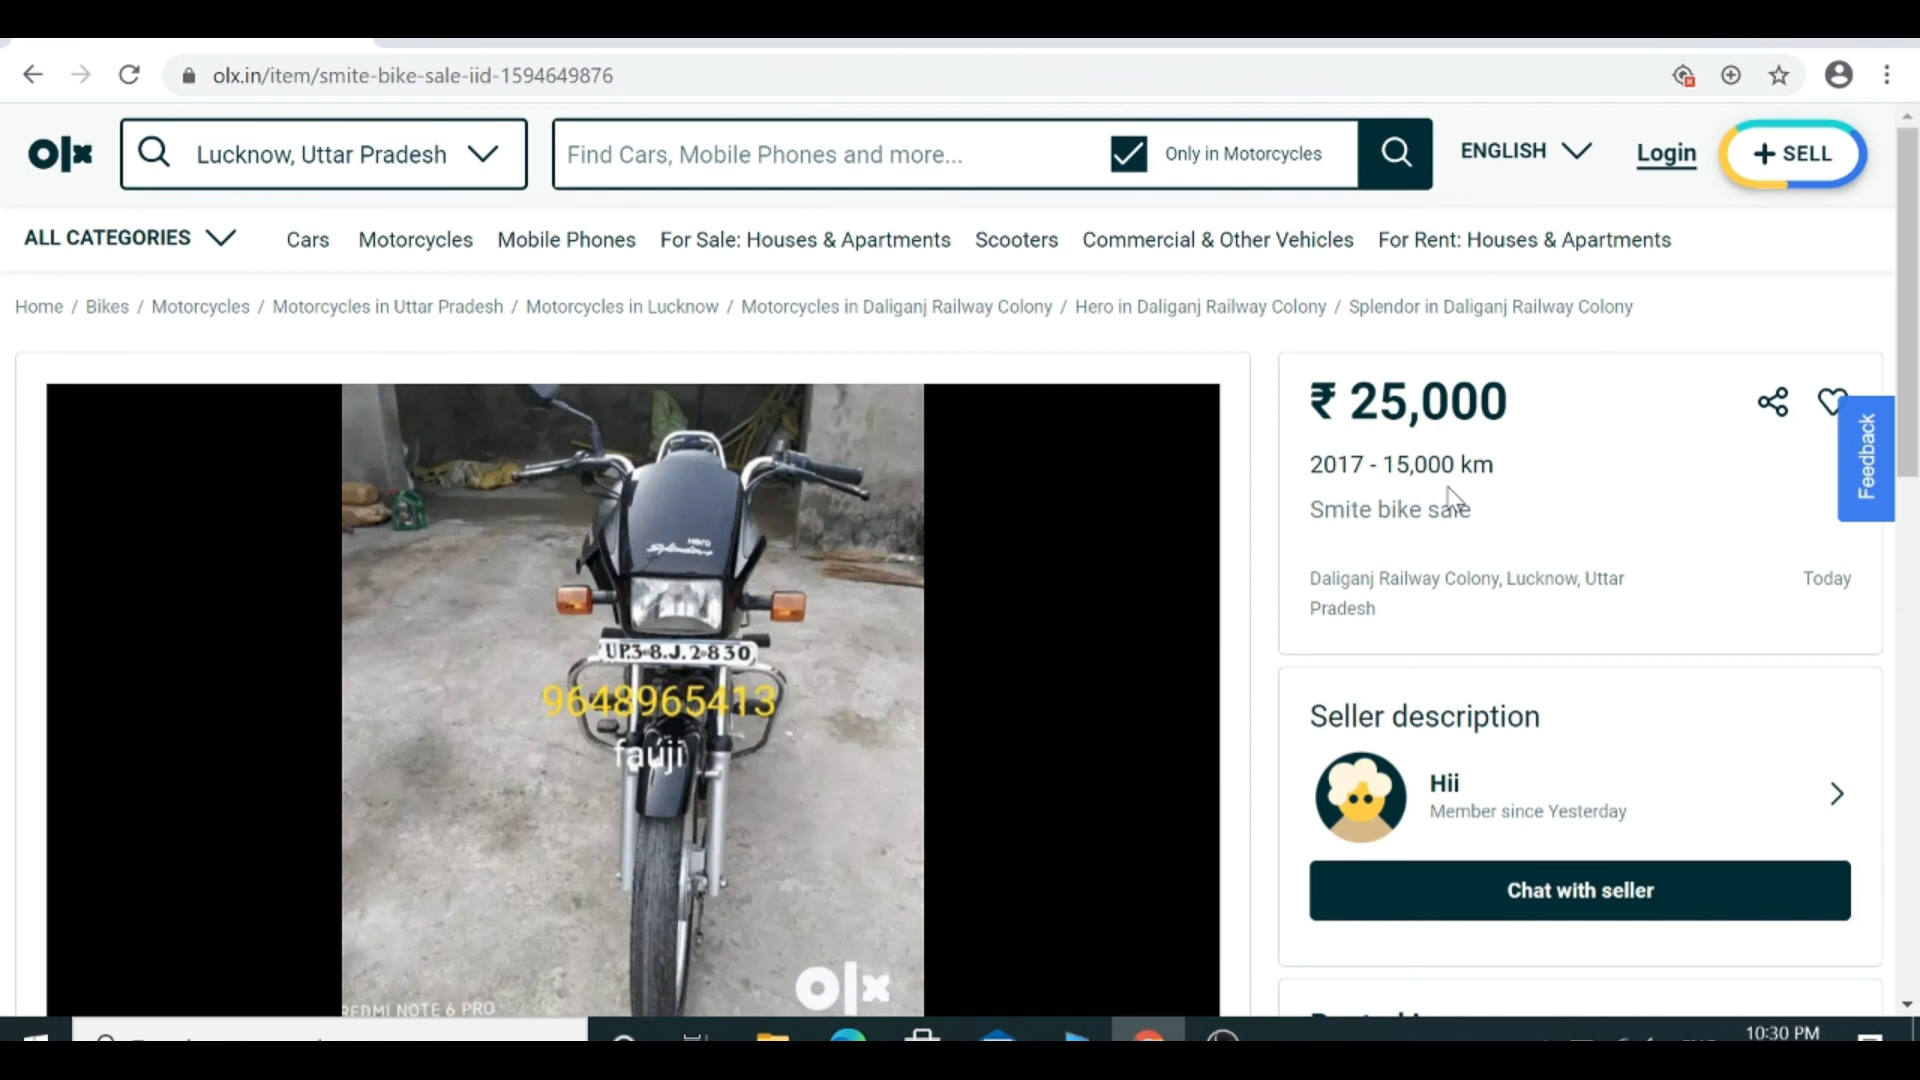 olx.in/item/smite-bike-sale-iid-1594649876
olx
Lucknow, Uttar Pradesh
Find Cars, Mobile Phones and more...
Only in Motorcycles
ENGLISH
Login
+ SELL
ALL CATEGORIES
Cars
Motorcycles
Mobile Phones
For Sale: Houses & Apartments
Scooters
Commercial & Other Vehicles
For Rent: Houses & Apartments
Home / Bikes / Motorcycles / Motorcycles in Uttar Pradesh / Motorcycles in Lucknow / Motorcycles in Daliganj Railway Colony / Hero in Daliganj Railway Colony / Splendor in Daliganj Railway Colony
₹ 25,000
2017 - 15,000 km
Smite bike sale
Daliganj Railway Colony, Lucknow, Uttar
Pradesh
Today
Feedback
Hero
Splendor+
UP.3-8.J.2-830
9648965413
fauji
olx
REDMI NOTE 6 PRO
Seller description
Hii
Member since Yesterday
Chat with seller
10:30 PM